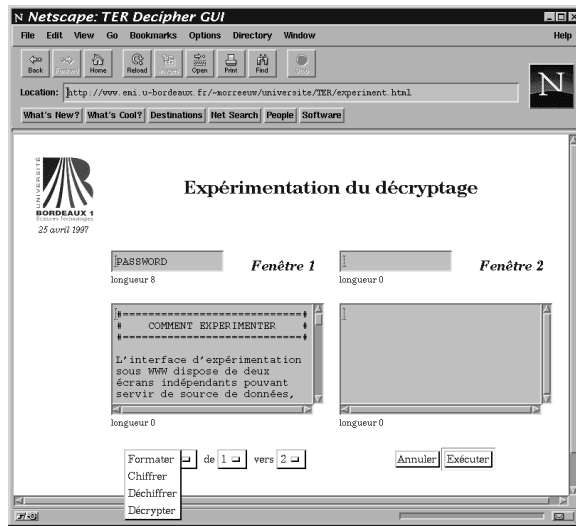 N Netscape: TER Decipher GUI
File Edit View Go Bookmarks Options Directory Window Help
Back Forward Home Reload Images Open Print Find Stop
Location: http://www.emi.u-bordeaux.fr/~morreeuw/universite/TER/experiment.html
N
What's New? What's Cool? Destinations Net Search People Software
UNIVERSITÉ
BORDEAUX 1
Sciences Technologies
25 avril 1997
Expérimentation du décryptage
PASSWORD
Fenêtre 1
Fenêtre 2
longueur 8
longueur 0
#========================#
# COMMENT EXPERIMENTER #
#========================#
L'interface d'expérimentation
sous WWW dispose de deux
écrans indépendants pouvant
servir de source de données,
longueur 0
longueur 0
Formater de 1 vers 2 Annuler Exécuter
Chiffrer
Déchiffrer
Décrypter